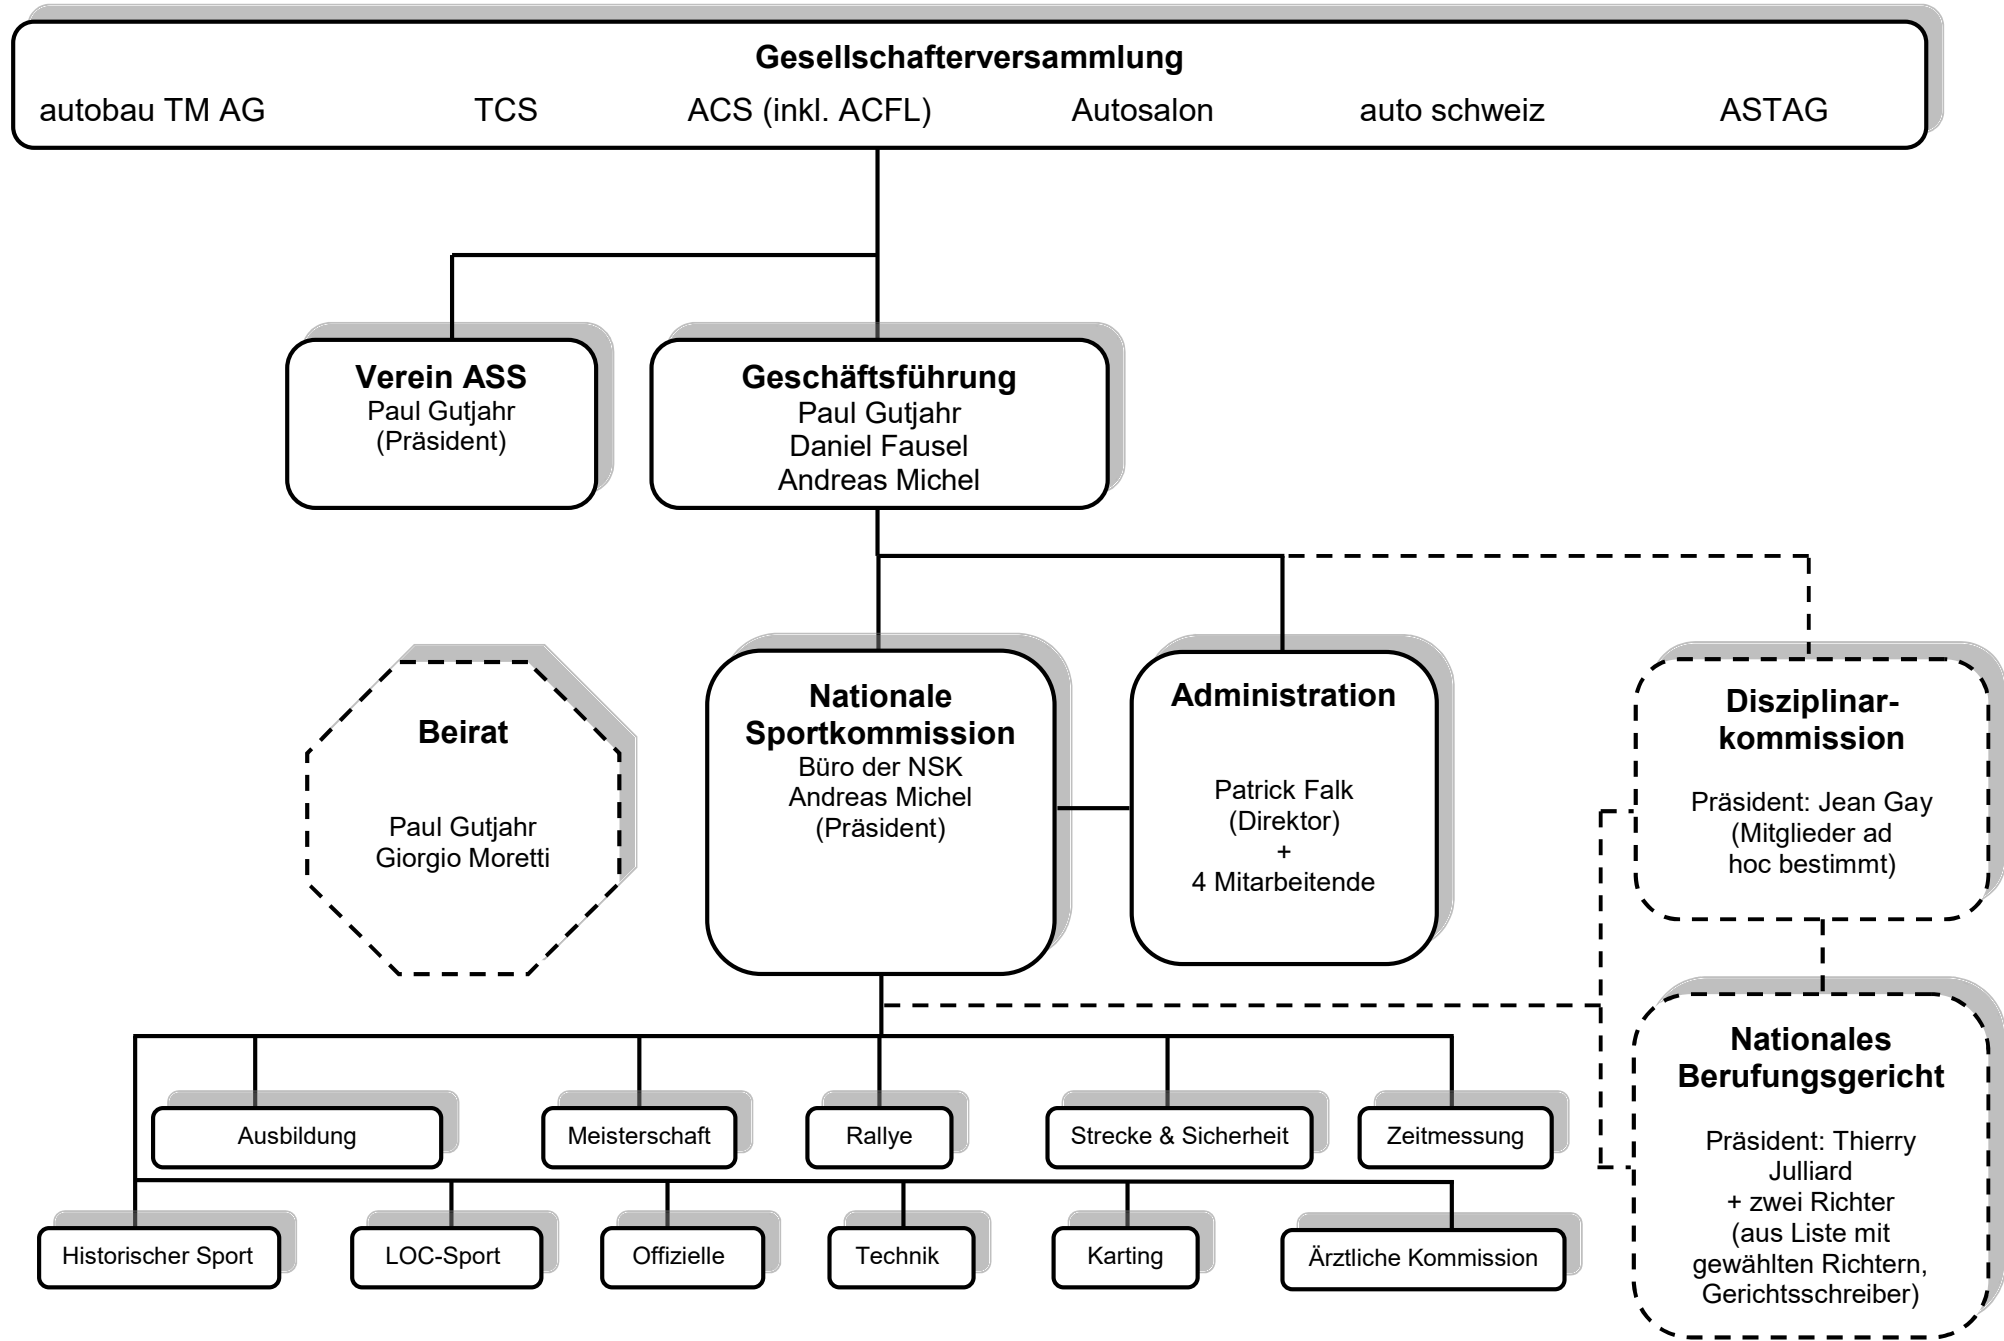 Gesellschafterversammlung
autobau TM AG TCS ACS (inkl. ACFL) Autosalon auto schweiz ASTAG
Verein ASS
Paul Gutjahr
(Präsident)
Geschäftsführung
Paul Gutjahr
Daniel Fausel
Andreas Michel
Beirat
Paul Gutjahr
Giorgio Moretti
Nationale
Sportkommission
Büro der NSK
Andreas Michel
(Präsident)
Administration
Patrick Falk
(Direktor)
+
4 Mitarbeitende
Disziplinar-
kommission
Präsident: Jean Gay
(Mitglieder ad
hoc bestimmt)
Nationales
Berufungsgericht
Präsident: Thierry
Julliard
+ zwei Richter
(aus Liste mit
gewählten Richtern,
Gerichtsschreiber)
Ausbildung
Meisterschaft
Rallye
Strecke & Sicherheit
Zeitmessung
Historischer Sport
LOC-Sport
Offizielle
Technik
Karting
Ärztliche Kommission